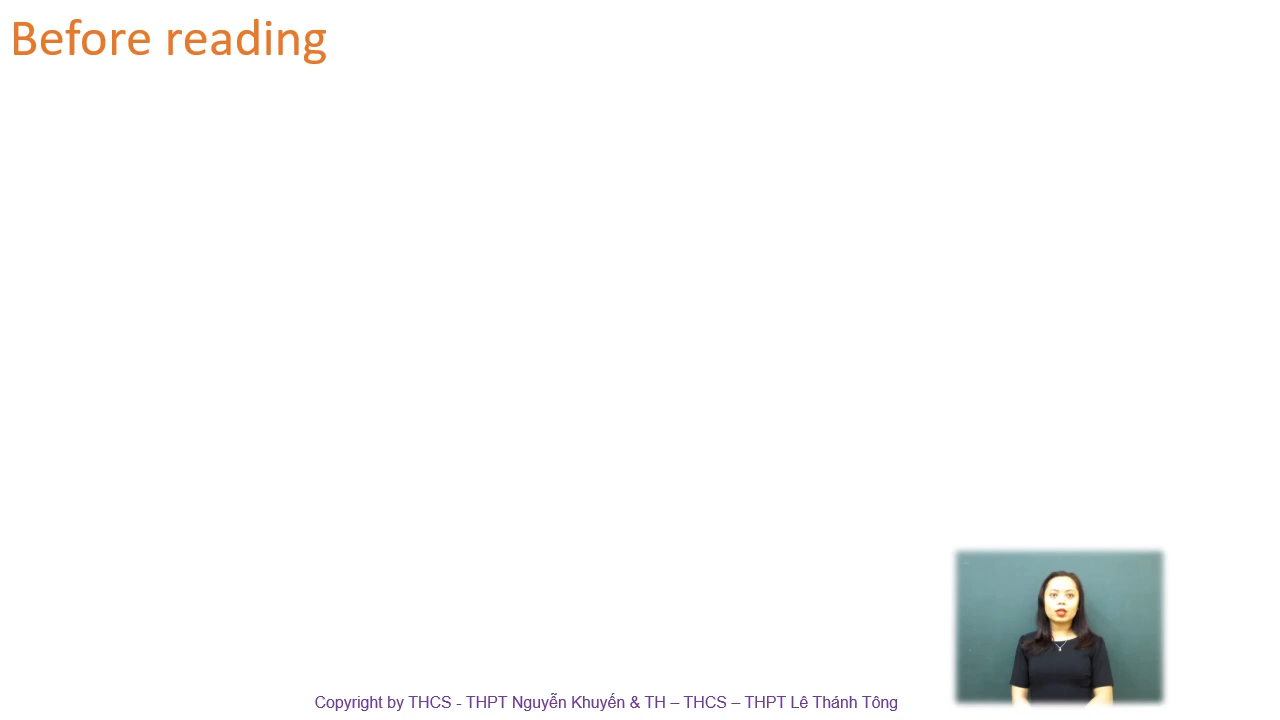 Before reading
Copyright by THCS - THPT Nguyễn Khuyến & TH – THCS – THPT Lê Thánh Tông